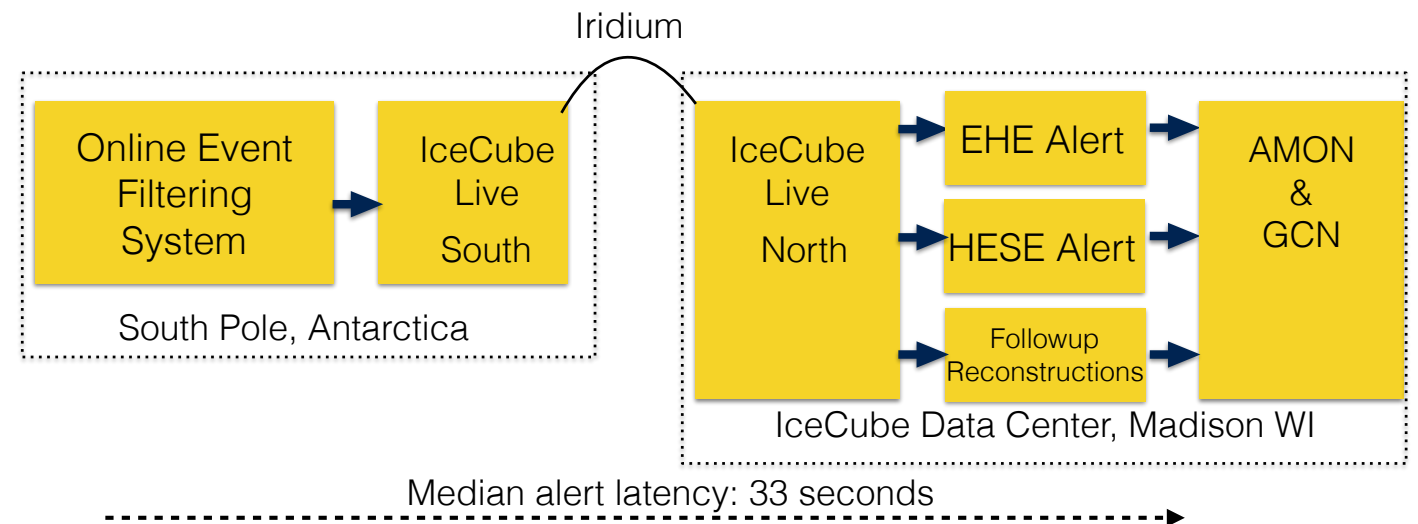 Iridium
Online Event
Filtering
System
IceCube
Live
South
South Pole, Antarctica
IceCube
Live
North
EHE Alert
HESE Alert
Followup
Reconstructions
AMON
&
GCN
IceCube Data Center, Madison WI
Median alert latency: 33 seconds